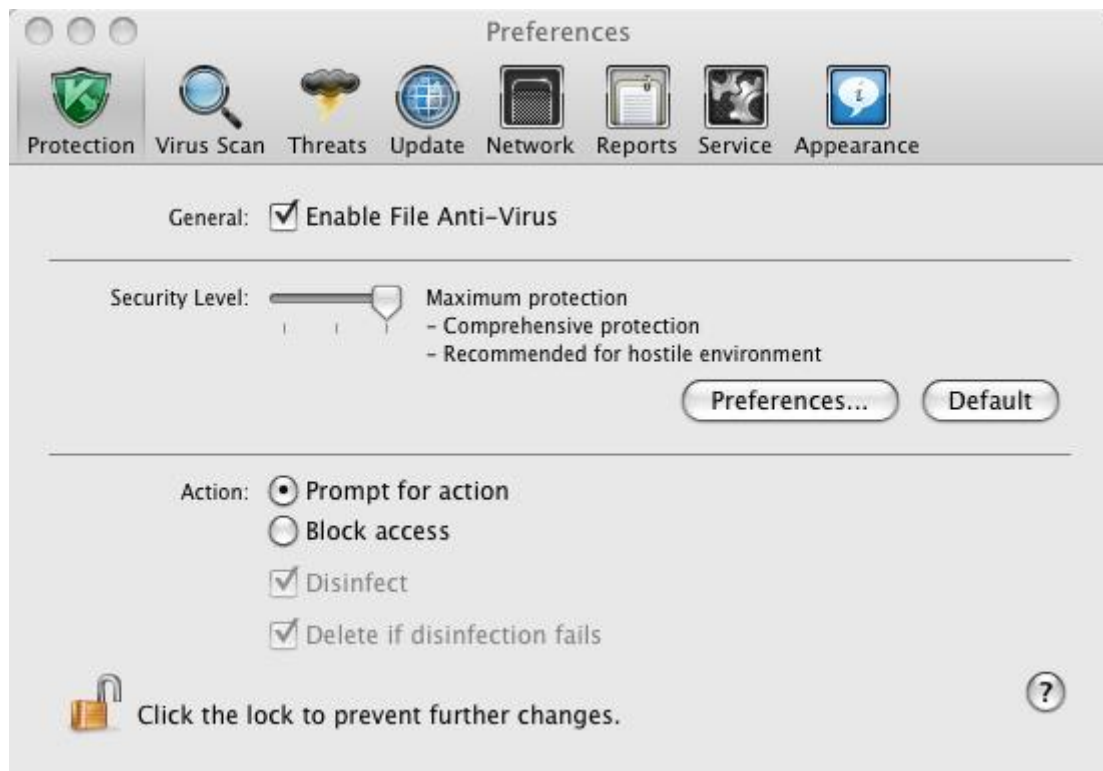 Preferences
Protection Virus Scan Threats Update Network Reports Service Appearance
General: Enable File Anti-Virus
Security Level: Maximum protection
- Comprehensive protection
- Recommended for hostile environment
Preferences... Default
Action: Prompt for action
Block access
Disinfect
Delete if disinfection fails
Click the lock to prevent further changes. ?